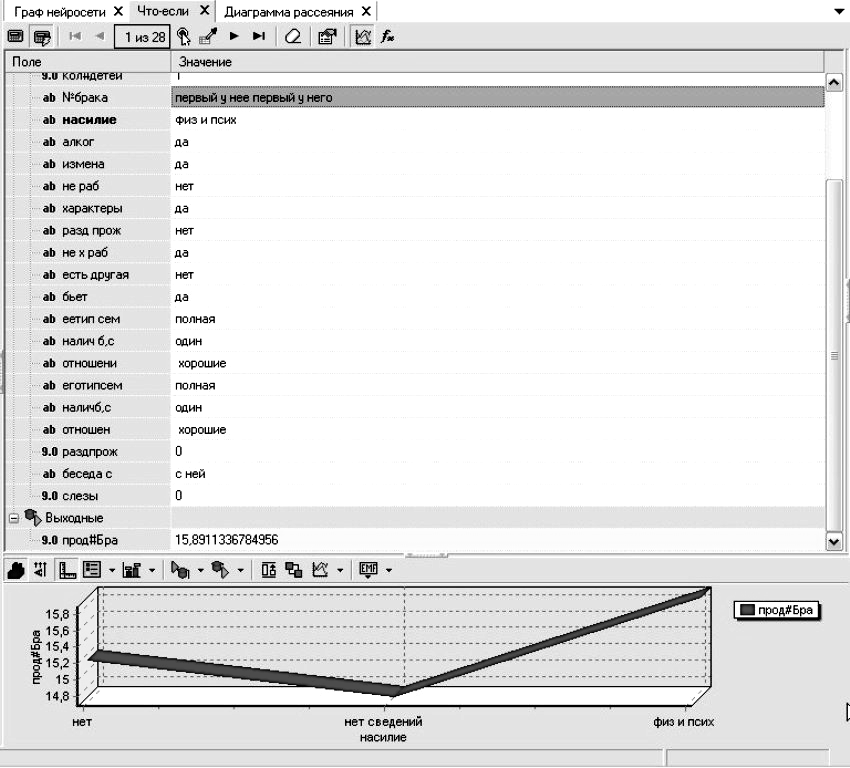 Граф нейросети X Что-если X Диаграмма рассеяния X
1 из 28
Поле Значение
9.0 кол#детей 1
ab №брака первый у нее первый у него
ab насилие физ и псих
ab алког да
ab измена да
ab не раб нет
ab характеры да
ab разд прож нет
ab не х раб да
ab есть другая нет
ab бьет да
ab еетип сем полная
ab налич б,с один
ab отношени хорошие
ab еготипсем полная
ab наличб,с один
ab отношен хорошие
9.0 раздпрож 0
ab беседа с с ней
9.0 слезы 0
Выходные
9.0 прод#Бра 15,8911336784956
EMF
прод#Бра
15,8
15,6
15,4
15,2
15
14,8
прод#Бра
нет нет сведений физ и псих
насилие